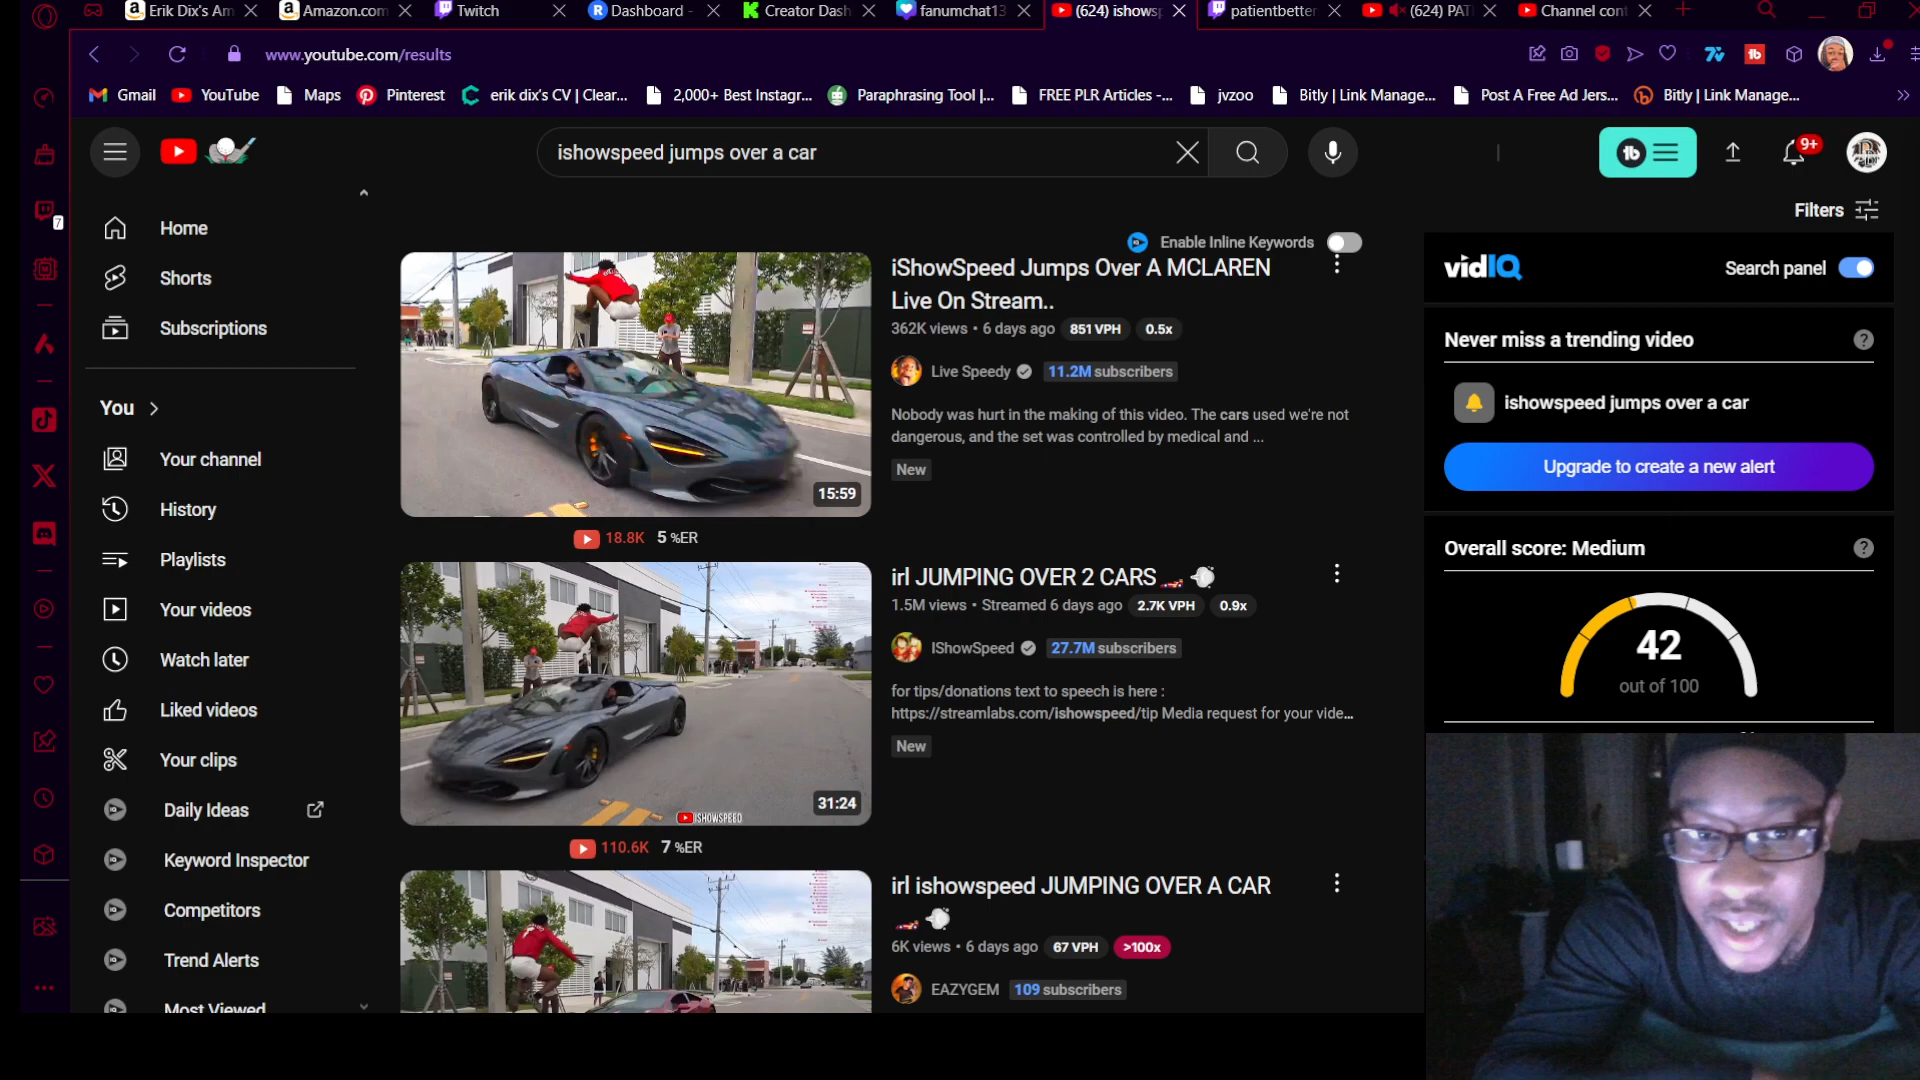 Erik Dix's Am
Amazon.com
Twitch
Dashboard -
Creator Dash
fanumchat13
(624) ishowsp
patientbetter
(624) PAT
Channel cont
www.youtube.com/results
Gmail
YouTube
Maps
Pinterest
erik dix's CV | Clear...
2,000+ Best Instagr...
Paraphrasing Tool |...
FREE PLR Articles -...
jvzoo
Bitly | Link Manage...
Post A Free Ad Jers...
Bitly | Link Manage...
ishowspeed jumps over a car
9+
Filters
7
Home
Shorts
Subscriptions
You
Your channel
History
Playlists
Your videos
Watch later
Liked videos
Your clips
Daily Ideas
Keyword Inspector
Competitors
Trend Alerts
Most Viewed
Enable Inline Keywords
15:59
18.8K 5 %ER
iShowSpeed Jumps Over A MCLAREN
Live On Stream..
362K views • 6 days ago 851 VPH 0.5x
Live Speedy 11.2M subscribers
Nobody was hurt in the making of this video. The cars used we're not
dangerous, and the set was controlled by medical and ...
New
ISHOWSPEED
31:24
110.6K 7 %ER
irl JUMPING OVER 2 CARS
1.5M views • Streamed 6 days ago 2.7K VPH 0.9x
IShowSpeed 27.7M subscribers
for tips/donations text to speech is here :
https://streamlabs.com/ishowspeed/tip Media request for your vide...
New
irl ishowspeed JUMPING OVER A CAR
6K views • 6 days ago 67 VPH >100x
EAZYGEM 109 subscribers
vidIQ
Search panel
Never miss a trending video
ishowspeed jumps over a car
Upgrade to create a new alert
Overall score: Medium
42
out of 100